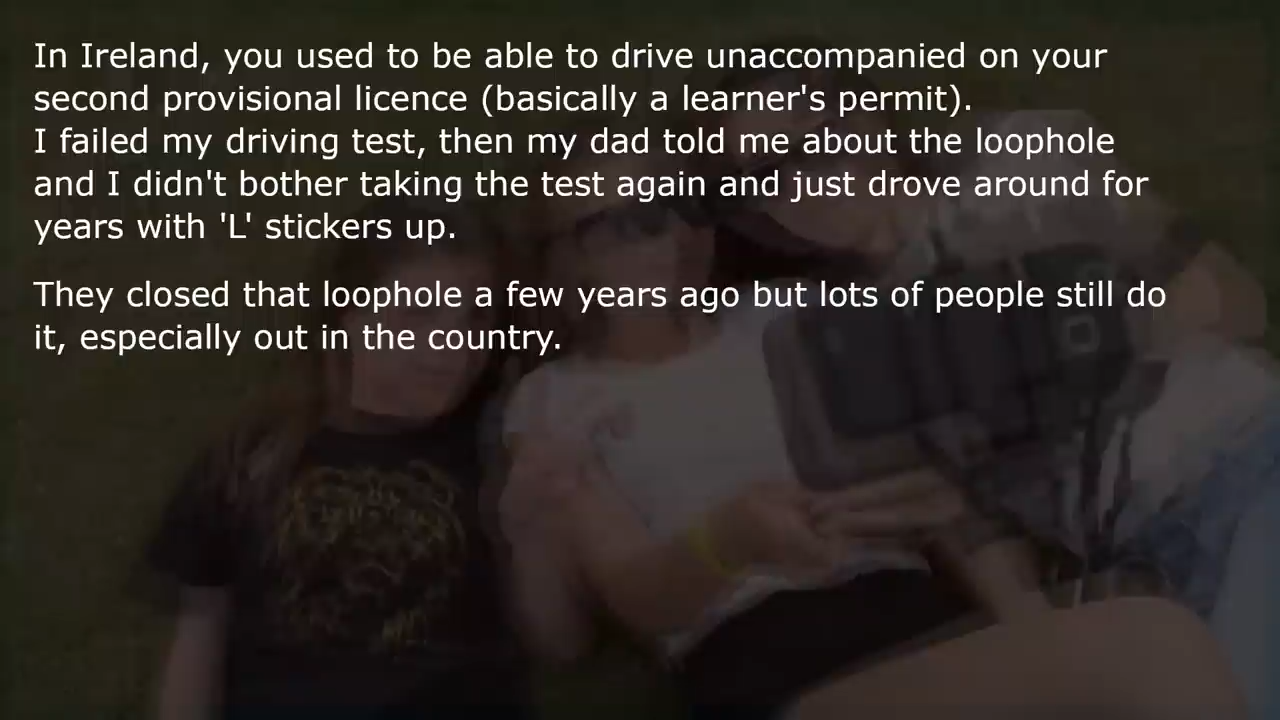 In Ireland, you used to be able to drive unaccompanied on your
second provisional licence (basically a learner's permit).
I failed my driving test, then my dad told me about the loophole
and I didn't bother taking the test again and just drove around for
years with 'L' stickers up.
They closed that loophole a few years ago but lots of people still do
it, especially out in the country.